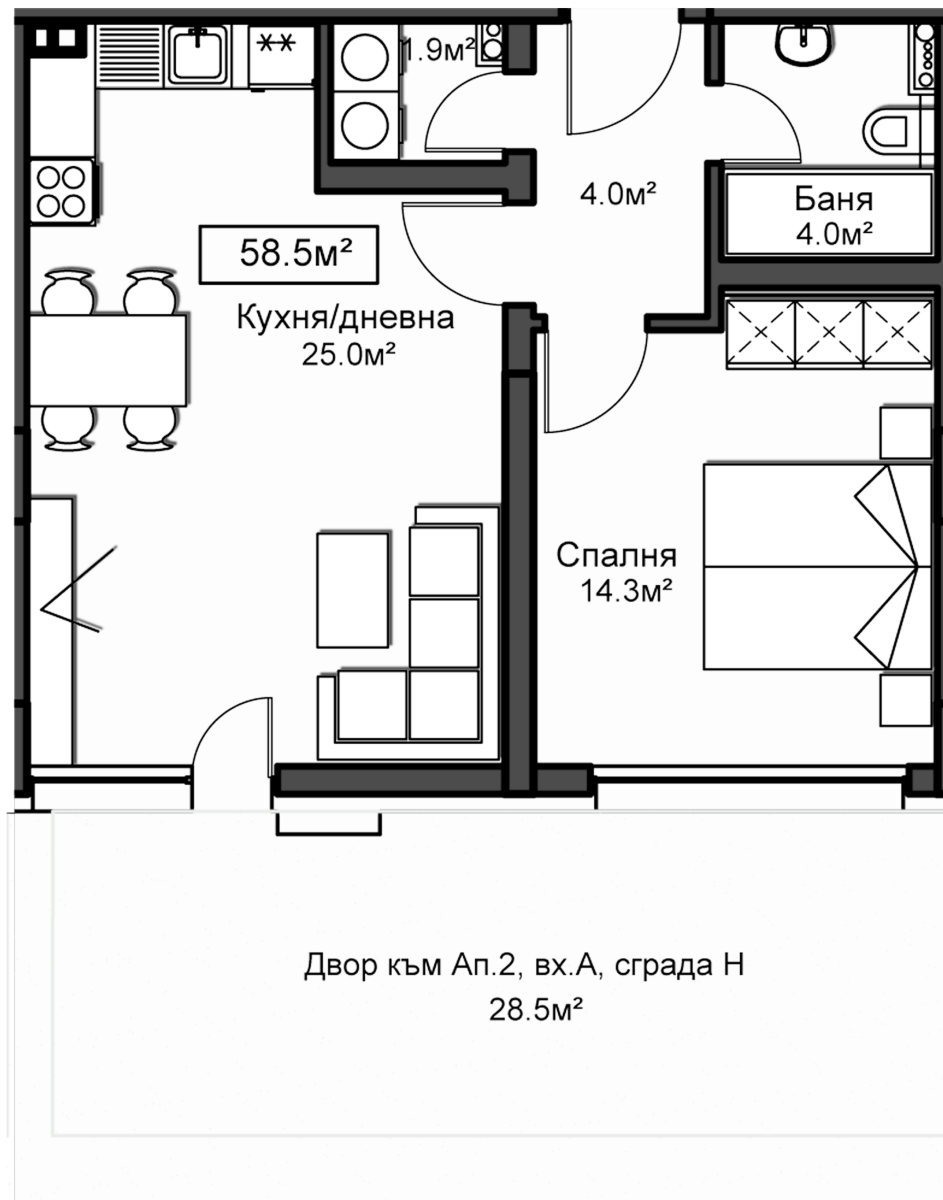 1.9м²
4.0м²
Баня
4.0м²
58.5м²
Кухня/дневна
25.0м²
Спалня
14.3м²
Двор към Ап.2, вх.А, сграда Н
28.5м²